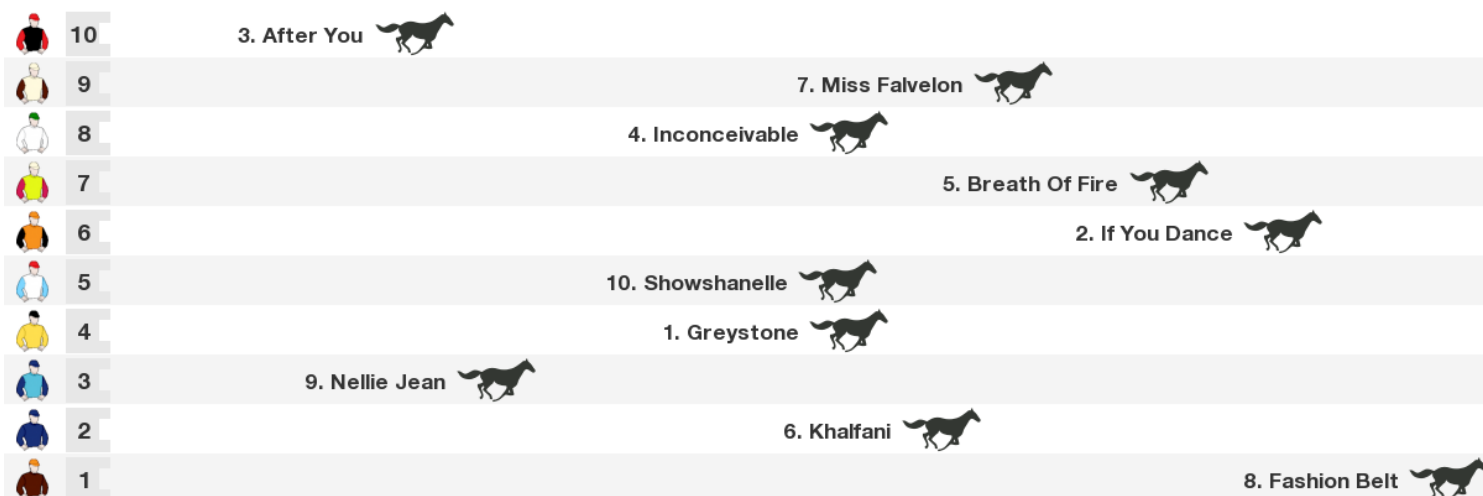 10 3. After You
9 7. Miss Falvelon
8 4. Inconceivable
7 5. Breath Of Fire
6 2. If You Dance
5 10. Showshanelle
4 1. Greystone
3 9. Nellie Jean
2 6. Khalfani
1 8. Fashion Belt